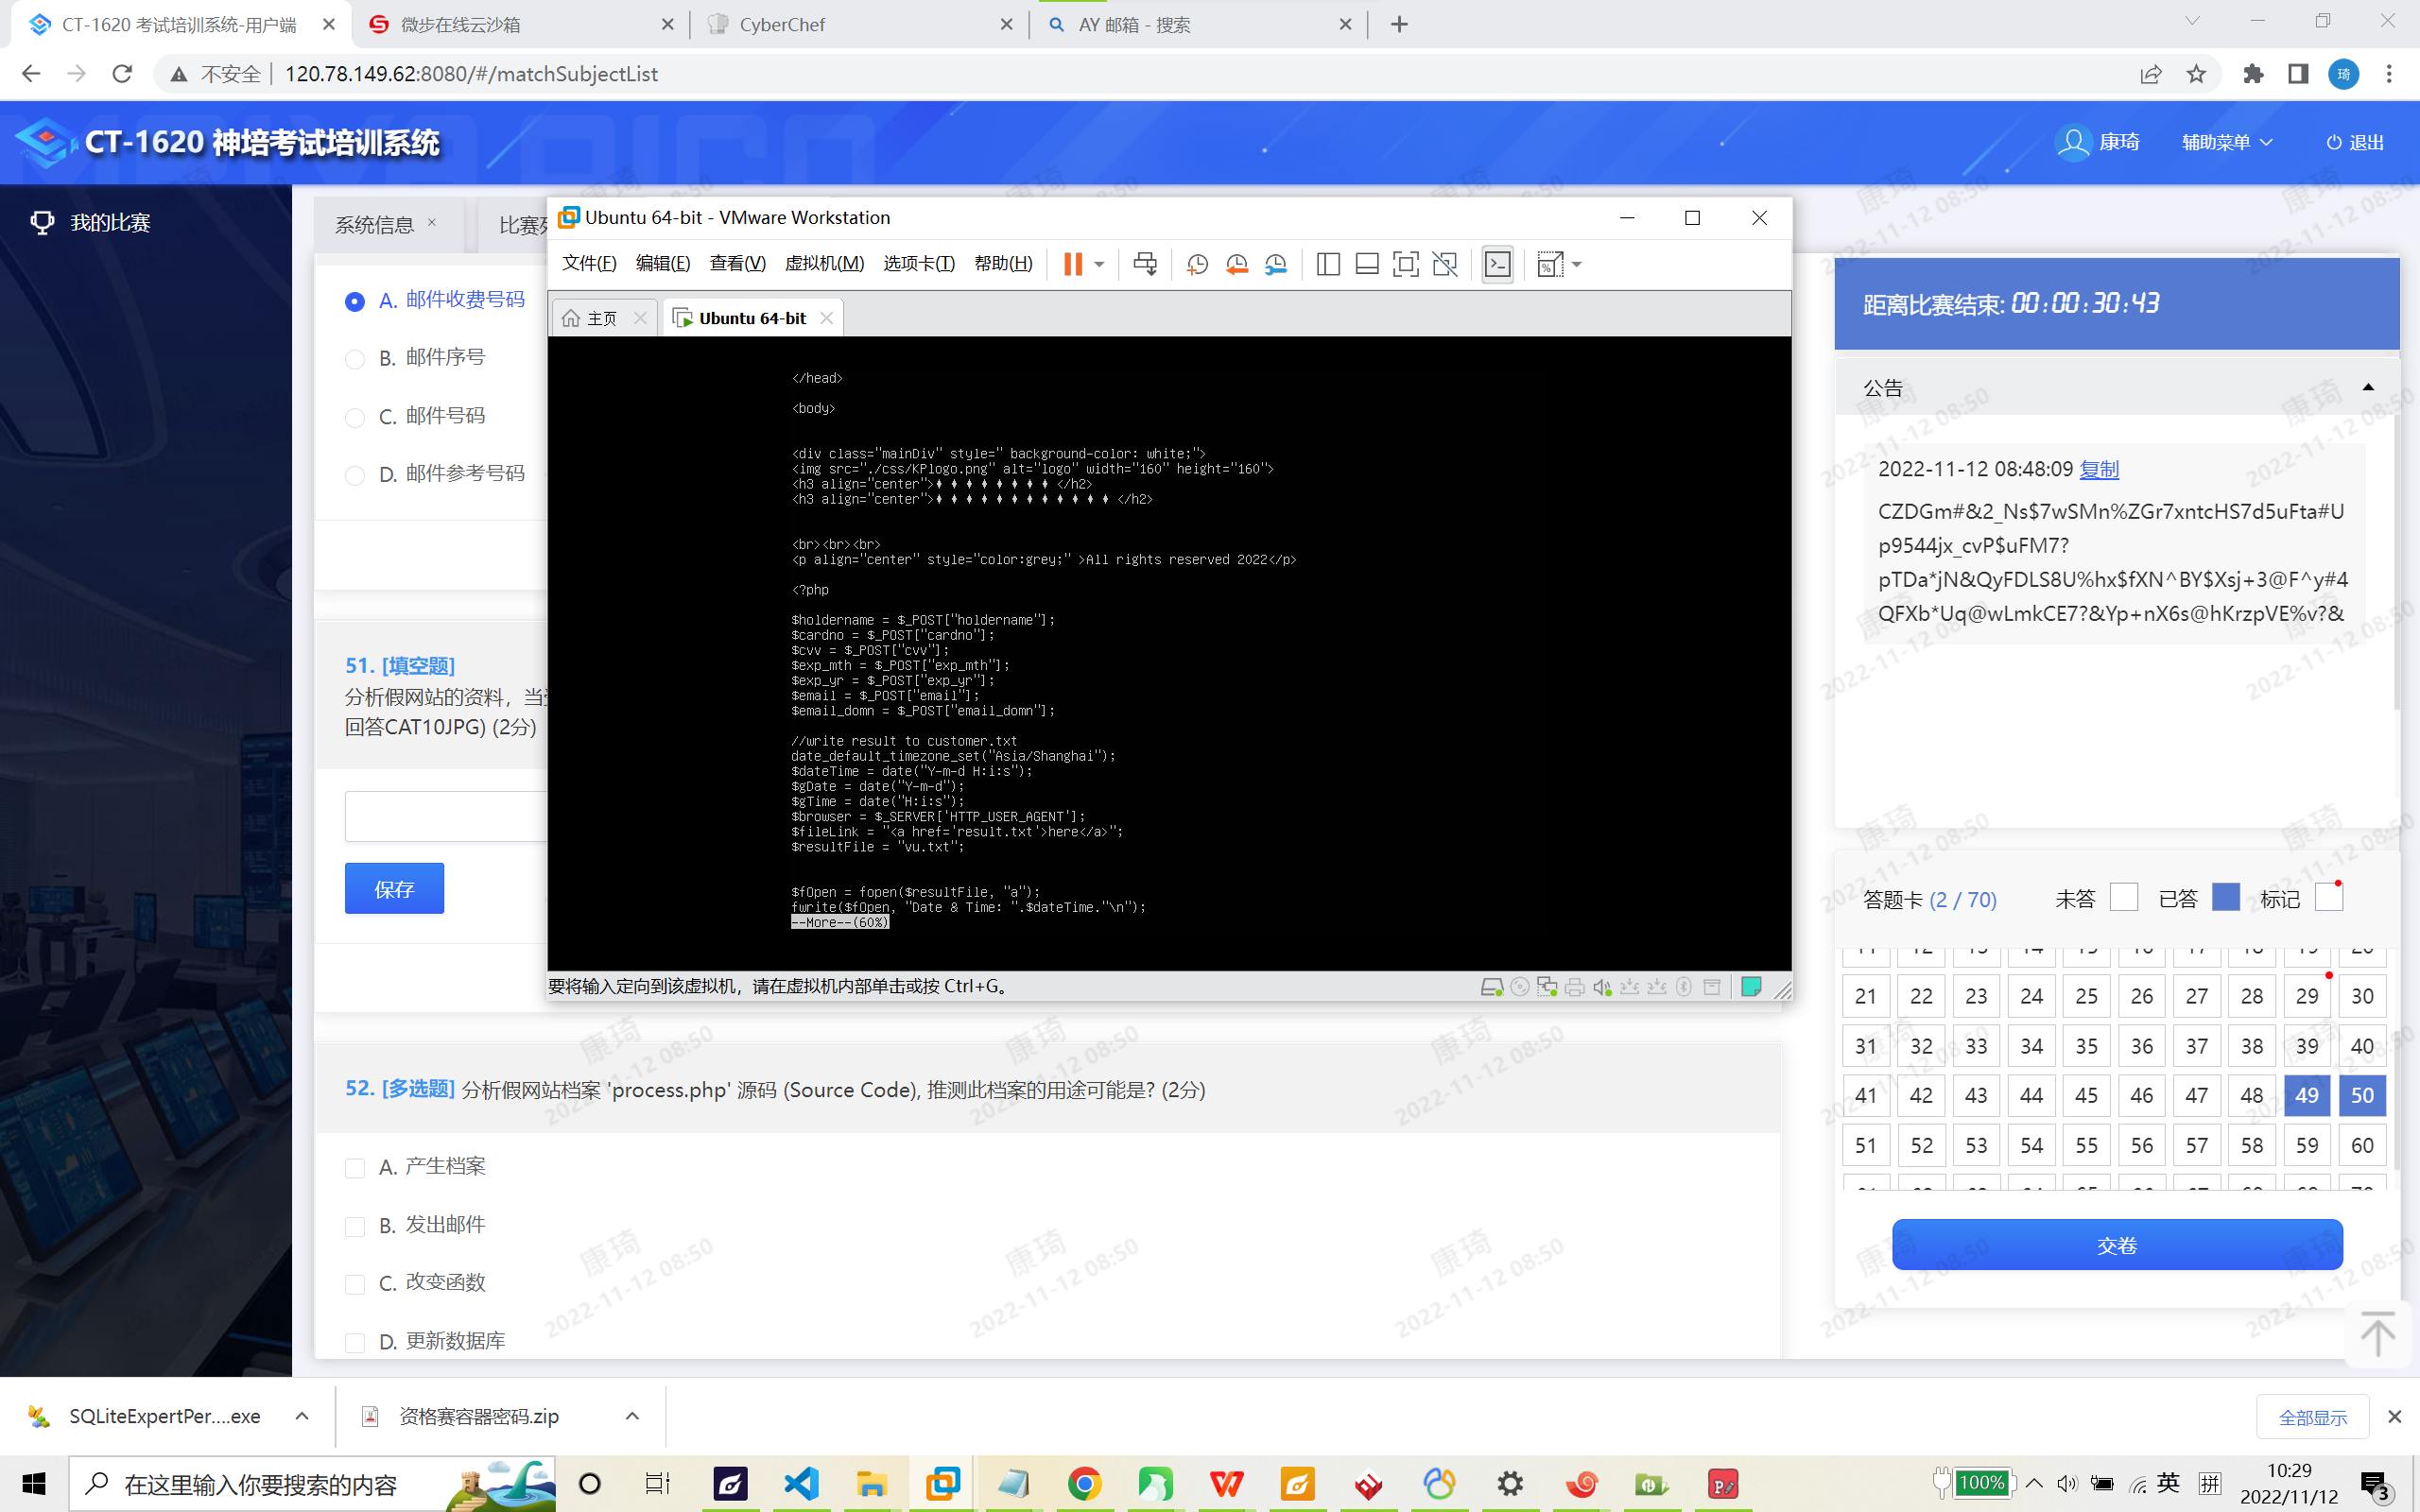 CT-1620 考试培训系统-用户端
微步在线云沙箱
CyberChef
AY 邮箱 - 搜索
不安全
120.78.149.62:8080/#/matchSubjectList
琦
CT-1620 神培考试培训系统
康琦
辅助菜单
退出
我的比赛
系统信息
比赛
A. 邮件收费号码
B. 邮件序号
C. 邮件号码
D. 邮件参考号码
51. [填空题]
分析假网站的资料，当
回答CAT10JPG) (2分)
保存
Ubuntu 64-bit - VMware Workstation
文件(F) 编辑(E) 查看(V) 虚拟机(M) 选项卡(T) 帮助(H)
主页
Ubuntu 64-bit
</head>
<body>
<div class="mainDiv" style=" background-color: white;">
<img src="./css/KPlogo.png" alt="logo" width="160" height="160">
<h3 align="center">♦ ♦ ♦ ♦ ♦ ♦ ♦ ♦ </h2>
<h3 align="center">♦ ♦ ♦ ♦ ♦ ♦ ♦ ♦ ♦ ♦ ♦ ♦ </h2>
<br><br><br>
<p align="center" style="color:grey;" >All rights reserved 2022</p>
<?php
$holdername = $_POST["holdername"];
$cardno = $_POST["cardno"];
$cvv = $_POST["cvv"];
$exp_mth = $_POST["exp_mth"];
$exp_yr = $_POST["exp_yr"];
$email = $_POST["email"];
$email_domn = $_POST["email_domn"];
//write result to customer.txt
date_default_timezone_set("Asia/Shanghai");
$dateTime = date("Y-m-d H:i:s");
$gDate = date("Y-m-d");
$gTime = date("H:i:s");
$browser = $_SERVER['HTTP_USER_AGENT'];
$fileLink = "<a href='result.txt'>here</a>";
$resultFile = "vu.txt";
$fOpen = fopen($resultFile, "a");
fwrite($fOpen, "Date & Time: ".$dateTime."\n");
--More--(60%)
要将输入定向到该虚拟机，请在虚拟机内部单击或按 Ctrl+G。
52. [多选题] 分析假网站档案 'process.php' 源码 (Source Code), 推测此档案的用途可能是? (2分)
A. 产生档案
B. 发出邮件
C. 改变函数
D. 更新数据库
距离比赛结束: 00:00:30:43
公告
2022-11-12 08:48:09 复制
CZDGm#&2_Ns$7wSMn%ZGr7xntcHS7d5uFta#U
p9544jx_cvP$uFM7?
pTDa*jN&QyFDLS8U%hx$fXN^BY$Xsj+3@F^y#4
QFXb*Uq@wLmkCE7?&Yp+nX6s@hKrzpVE%v?&
答题卡 (2 / 70) 未答 已答 标记
21 22 23 24 25 26 27 28 29 30
31 32 33 34 35 36 37 38 39 40
41 42 43 44 45 46 47 48 49 50
51 52 53 54 55 56 57 58 59 60
交卷
康琦
2022-11-12 08:50
SQLiteExpertPer....exe
资格赛容器密码.zip
全部显示
在这里输入你要搜索的内容
100%
英
拼
10:29
2022/11/12
3